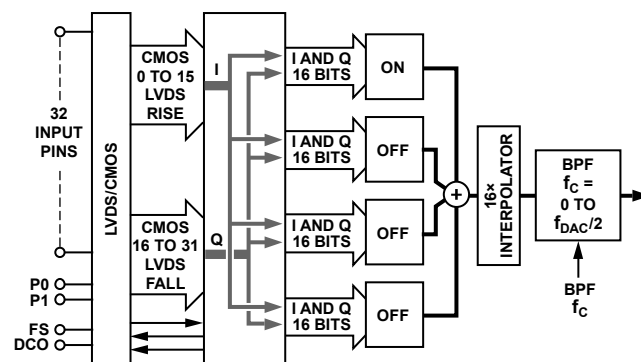 32
INPUT
PINS
P0
P1
FS
DCO
LVDS/CMOS
CMOS
0 TO 15
LVDS
RISE
CMOS
16 TO 31
LVDS
FALL
I
Q
I AND Q
16 BITS
ON
I AND Q
16 BITS
OFF
I AND Q
16 BITS
OFF
I AND Q
16 BITS
OFF
+
16×
INTERPOLATOR
BPF
fC =
0 TO
fDAC/2
BPF
fC